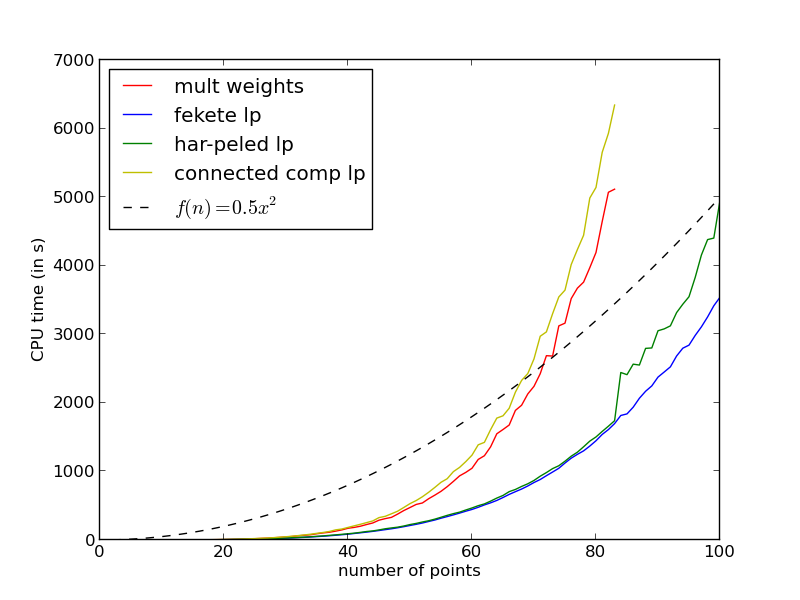 7000
6000
5000
4000
3000
2000
1000
0
CPU time (in s)
mult weights
fekete lp
har-peled lp
connected comp lp
f(n)=0.5x²
0 20 40 60 80 100
number of points